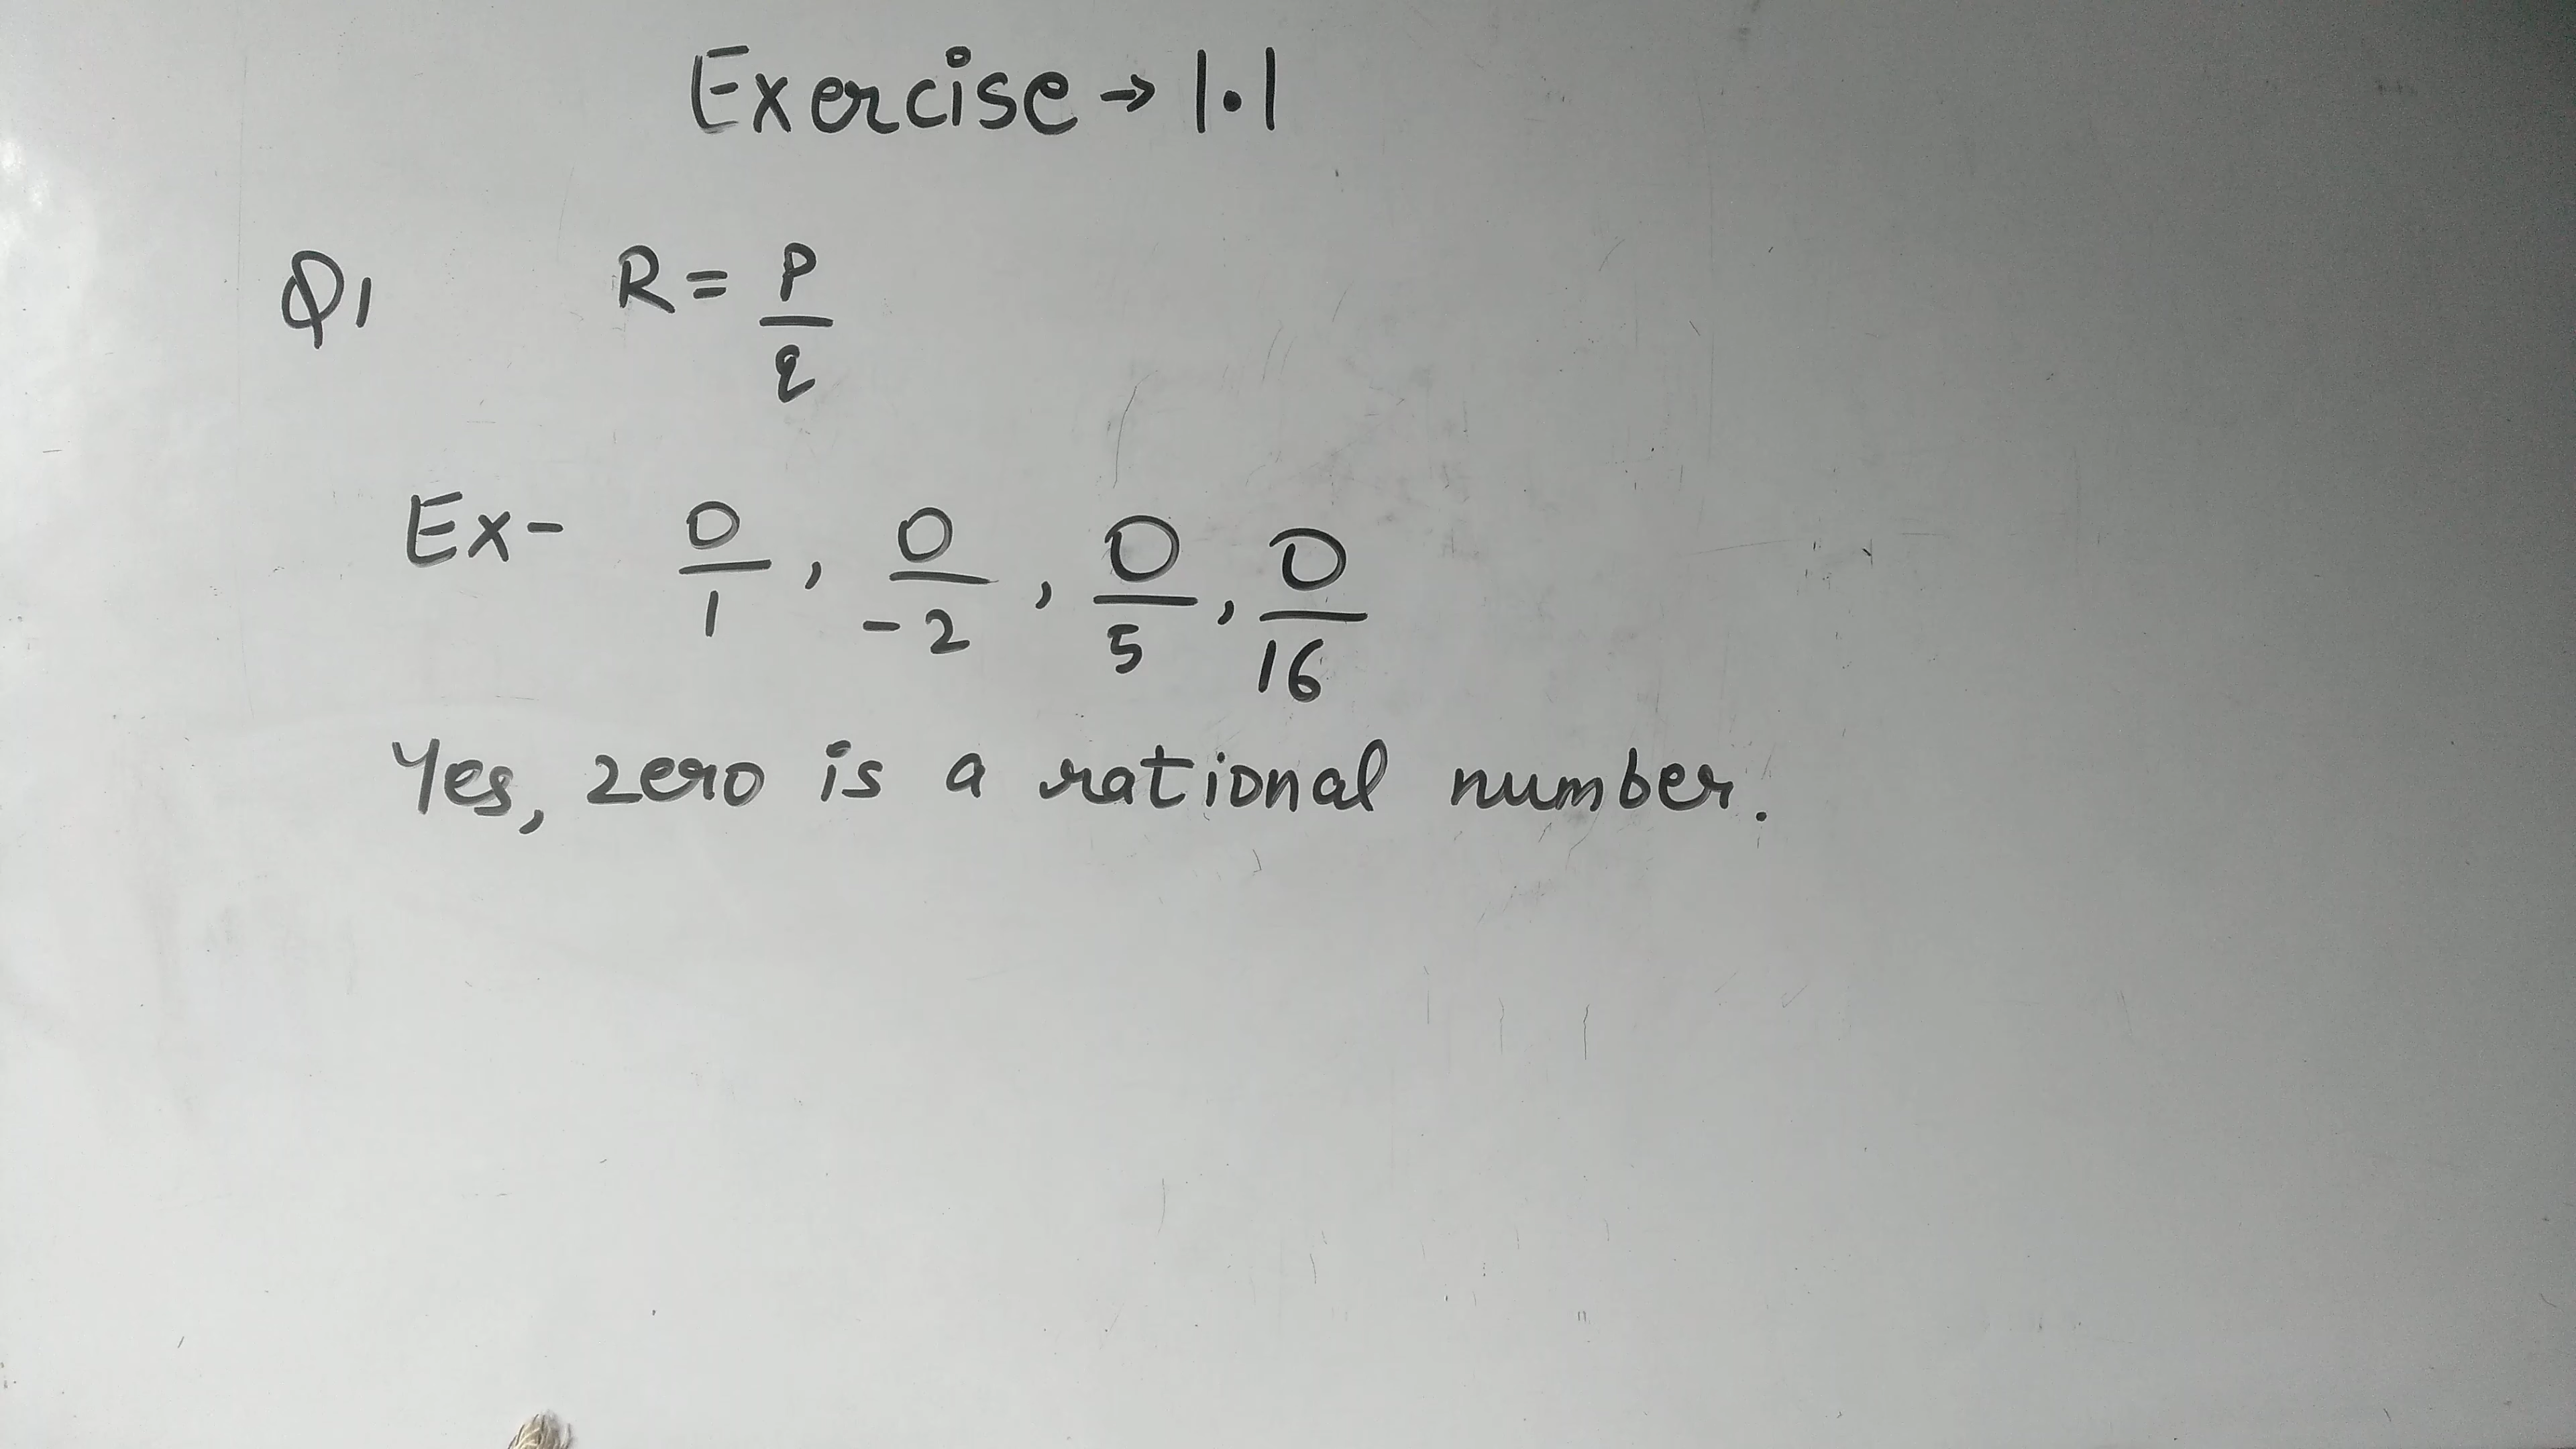 Exercise → 1.1
Q1 R = p/q
Ex- 0/1, 0/-2, 0/5, 0/16
Yes, zero is a rational number.